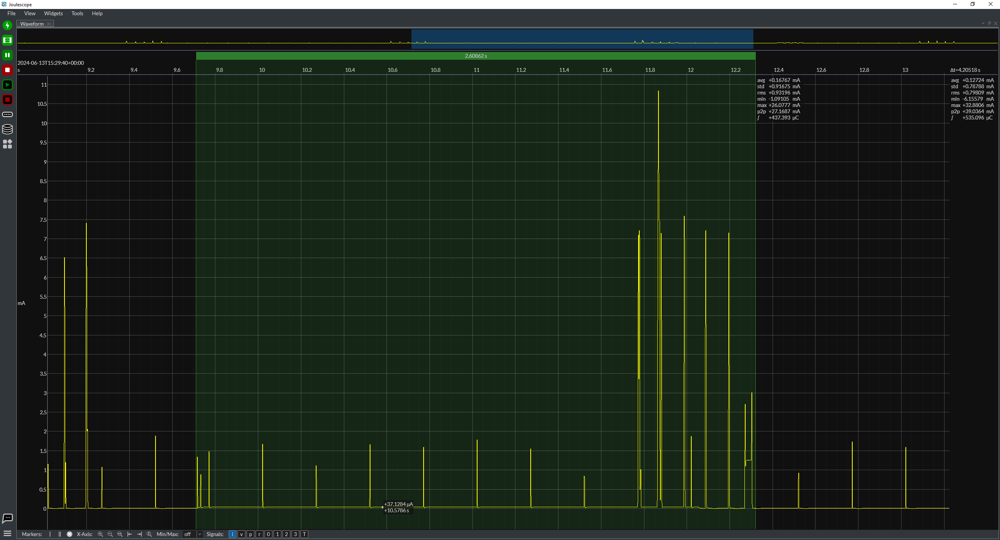 Joulescope
File View Widgets Tools Help
Waveform
2.60862 s
2024-06-13T15:29:40+00:00
s 9.2 9.4 9.6 9.8 10 10.2 10.4 10.6 10.8 11 11.2 11.4 11.6 11.8 12 12.2 12.4 12.6 12.8 13 Δt=4.20518 s
avg +0.16767 mA
std +0.91675 mA
rms +0.93196 mA
min -1.09105 mA
max +26.0777 mA
p2p +27.1687 mA
∫ +437.393 µC
avg +0.12724 mA
std +0.78788 mA
rms +0.79809 mA
min -6.15579 mA
max +32.8806 mA
p2p +39.0364 mA
∫ +535.096 µC
11
10.5
10
9.5
9
8.5
8
7.5
7
6.5
6
5.5
mA
5
4.5
4
3.5
3
2.5
2
1.5
1
0.5
0
+37.1284 µA
+10.5786 s
Markers: X-Axis: Min/Max: off Signals: i v p r 0 1 2 3 T